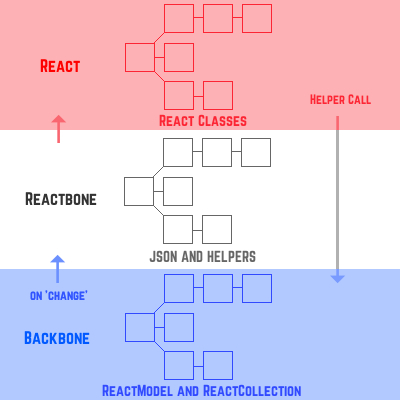 React
Helper Call
React Classes
Reactbone
JSON and helpers
on 'change'
Backbone
ReactModel and ReactCollection